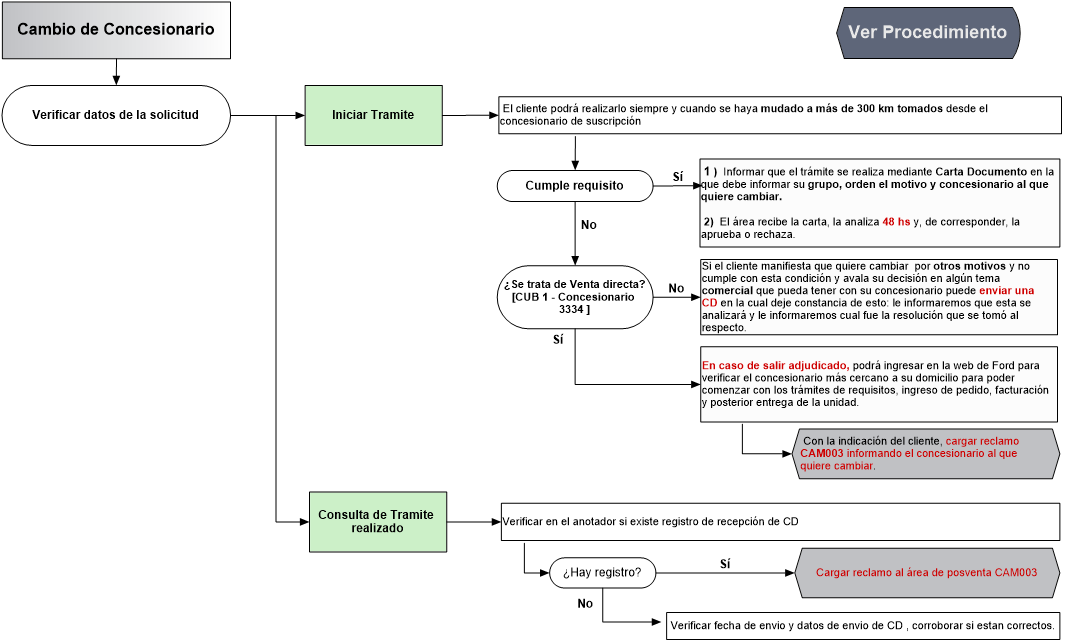 Cambio de Concesionario
Ver Procedimiento
Verificar datos de la solicitud
Iniciar Tramite
El cliente podrá realizarlo siempre y cuando se haya mudado a más de 300 km tomados desde el
concesionario de suscripción
Cumple requisito
Sí
1 ) Informar que el trámite se realiza mediante Carta Documento en la
que debe informar su grupo, orden el motivo y concesionario al que
quiere cambiar.
2) El área recibe la carta, la analiza 48 hs y, de corresponder, la
aprueba o rechaza.
No
¿Se trata de Venta directa?
[CUB 1 - Concesionario
3334 ]
No
Si el cliente manifiesta que quiere cambiar por otros motivos y no
cumple con esta condición y avala su decisión en algún tema
comercial que pueda tener con su concesionario puede enviar una
CD en la cual deje constancia de esto: le informaremos que esta se
analizará y le informaremos cual fue la resolución que se tomó al
respecto.
Sí
En caso de salir adjudicado, podrá ingresar en la web de Ford para
verificar el concesionario más cercano a su domicilio para poder
comenzar con los trámites de requisitos, ingreso de pedido, facturación
y posterior entrega de la unidad.
Con la indicación del cliente, cargar reclamo
CAM003 informando el concesionario al que
quiere cambiar.
Consulta de Tramite
realizado
Verificar en el anotador si existe registro de recepción de CD
¿Hay registro?
Sí
Cargar reclamo al área de posventa CAM003
No
Verificar fecha de envio y datos de envio de CD , corroborar si estan correctos.